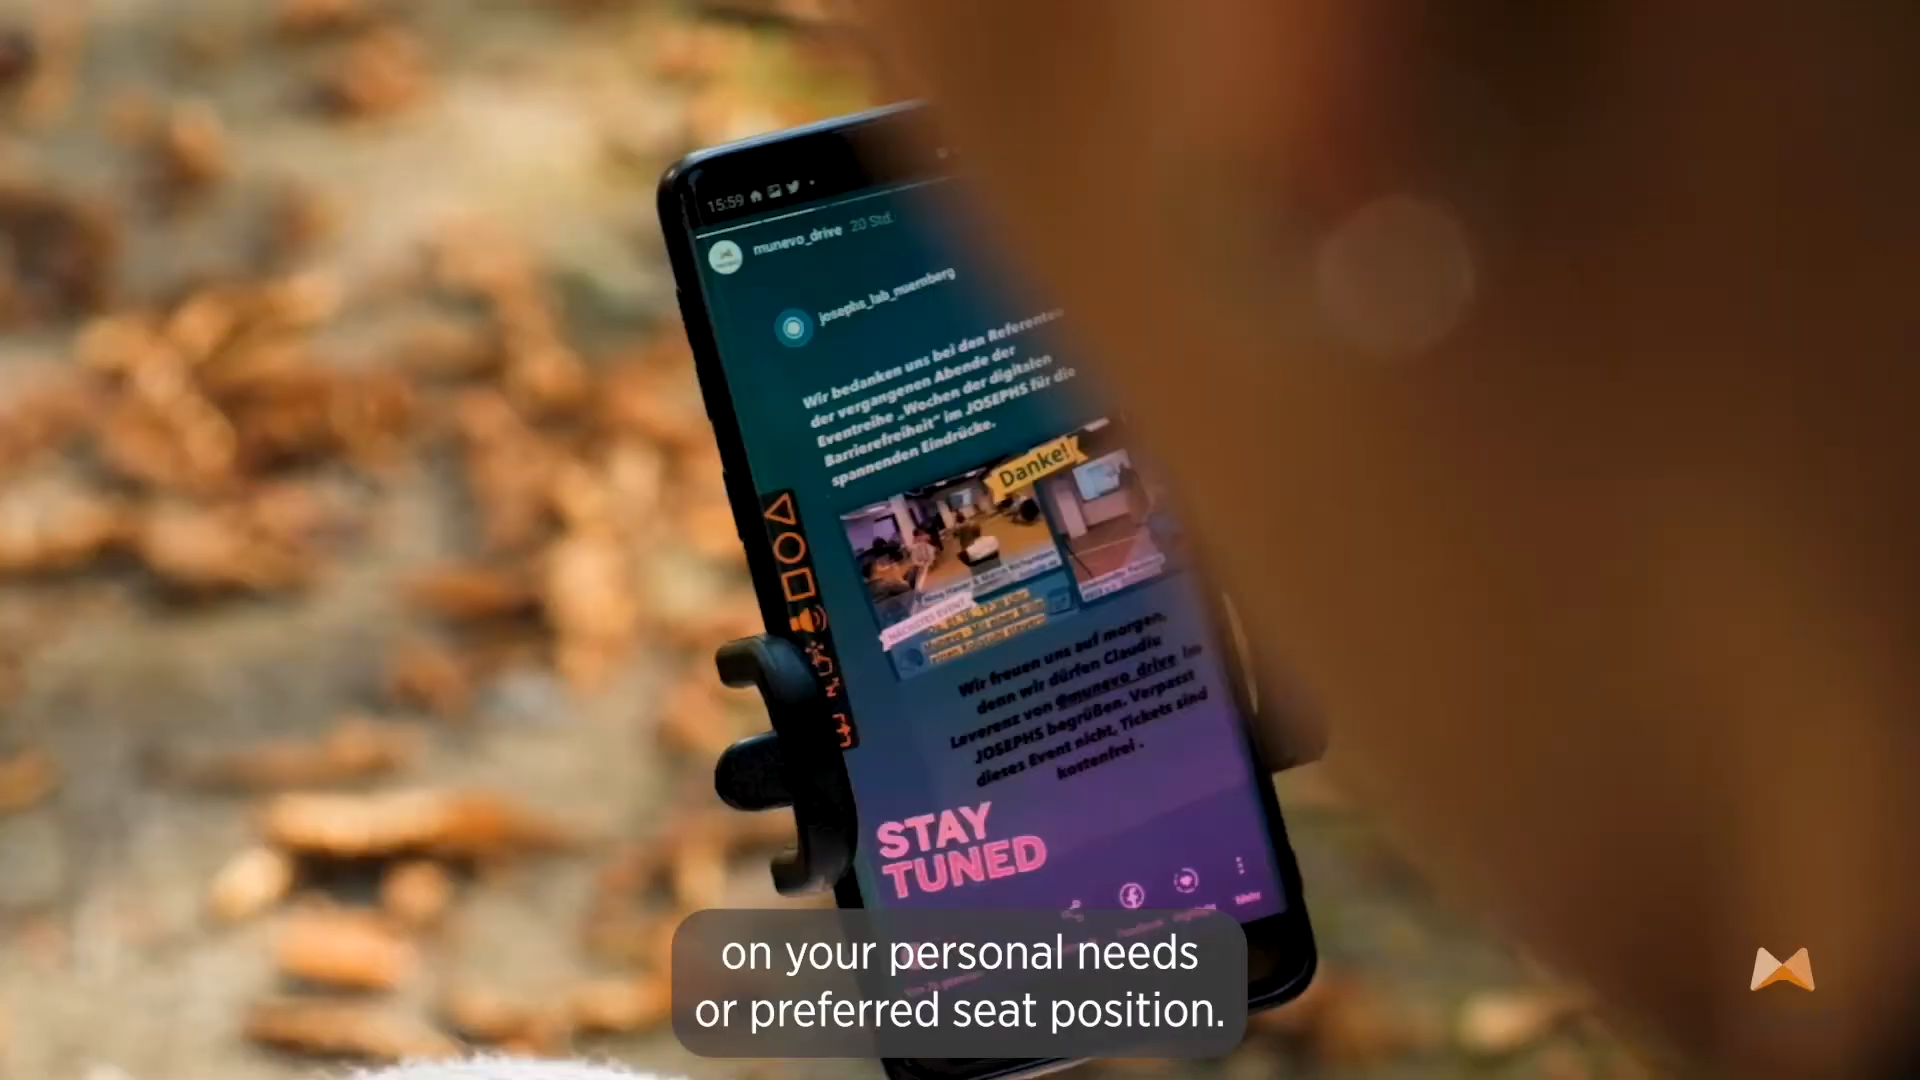 15:59
munevo_drive 20 Std.
josephs_lab_nuernberg
Wir bedanken uns bei den Referenten
der vergangenen Abende der
Eventreihe „Wochen der digitalen
Barrierefreiheit“ im JOSEPHS für die
spannenden Eindrücke.
Danke!
NÄCHSTES EVENT
Wir freuen uns auf morgen,
denn wir dürfen Claudiu
Leverenz von @munevo_drive im
JOSEPHS begrüßen. Verpasst
dieses Event nicht, Tickets sind
kostenfrei.
STAY
TUNED
Mehr
on your personal needs
or preferred seat position.